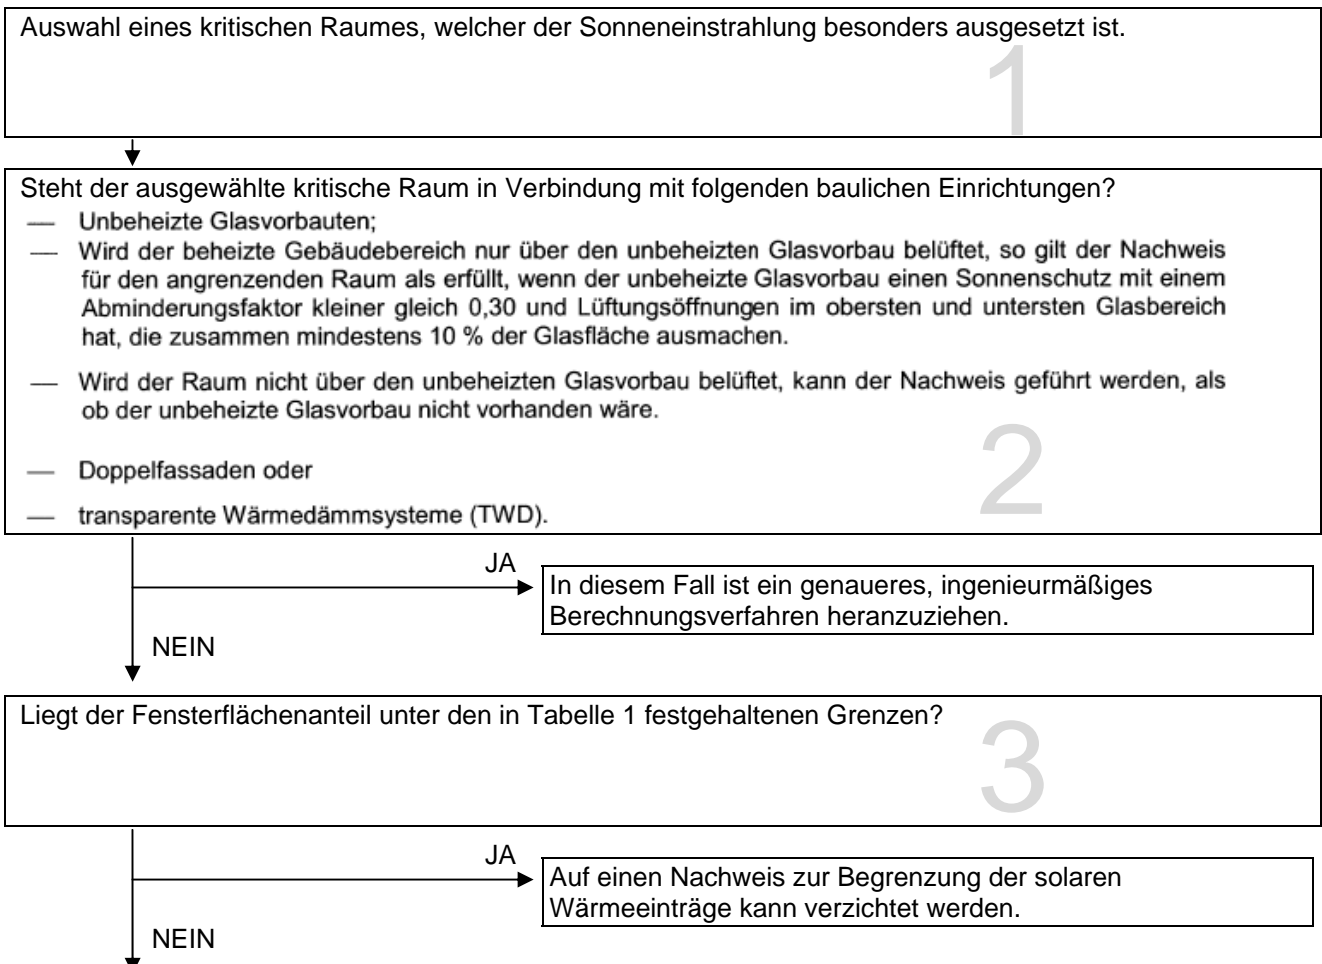 Auswahl eines kritischen Raumes, welcher der Sonneneinstrahlung besonders ausgesetzt ist.
1
Steht der ausgewählte kritische Raum in Verbindung mit folgenden baulichen Einrichtungen?
— Unbeheizte Glasvorbauten;
— Wird der beheizte Gebäudebereich nur über den unbeheizten Glasvorbau belüftet, so gilt der Nachweis
für den angrenzenden Raum als erfüllt, wenn der unbeheizte Glasvorbau einen Sonnenschutz mit einem
Abminderungsfaktor kleiner gleich 0,30 und Lüftungsöffnungen im obersten und untersten Glasbereich
hat, die zusammen mindestens 10 % der Glasfläche ausmachen.
— Wird der Raum nicht über den unbeheizten Glasvorbau belüftet, kann der Nachweis geführt werden, als
ob der unbeheizte Glasvorbau nicht vorhanden wäre.
— Doppelfassaden oder
— transparente Wärmedämmsysteme (TWD).
2
JA
In diesem Fall ist ein genaueres, ingenieurmäßiges
Berechnungsverfahren heranzuziehen.
NEIN
Liegt der Fensterflächenanteil unter den in Tabelle 1 festgehaltenen Grenzen?
3
JA
Auf einen Nachweis zur Begrenzung der solaren
Wärmeeinträge kann verzichtet werden.
NEIN